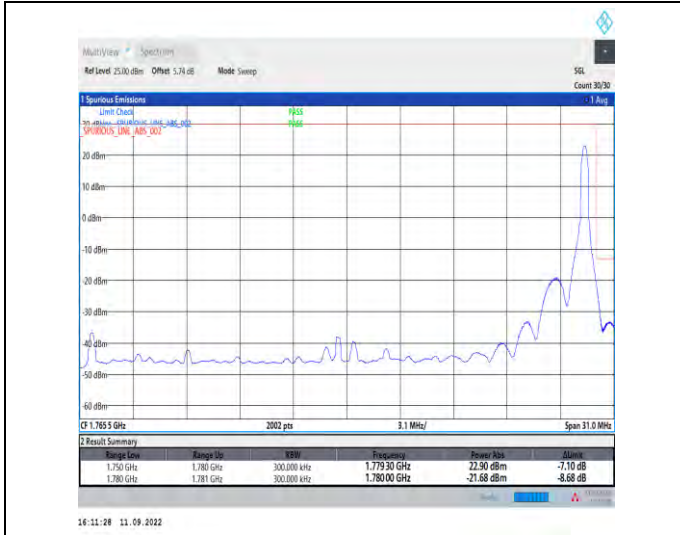 MultiView Spectrum
Ref Level 25.00 dBm Offset 5.74 dB Mode Sweep SGL
Count 30/30
1 Spurious Emissions 1 Avg
Limit Check PASS
SPURIOUS_LINE_ABS_002 PASS
SPURIOUS_LINE_ABS_002
20 dBm
10 dBm
0 dBm
-10 dBm
-20 dBm
-30 dBm
-40 dBm
-50 dBm
-60 dBm
CF 1.765 5 GHz 2002 pts 3.1 MHz/ Span 31.0 MHz
2 Result Summary
Range Low Range Up RBW Frequency Power Abs ΔLimit
1.750 GHz 1.780 GHz 300.000 kHz 1.779 30 GHz 22.90 dBm -7.10 dB
1.780 GHz 1.781 GHz 300.000 kHz 1.780 00 GHz -21.68 dBm -8.68 dB
16:11:28 11.09.2022